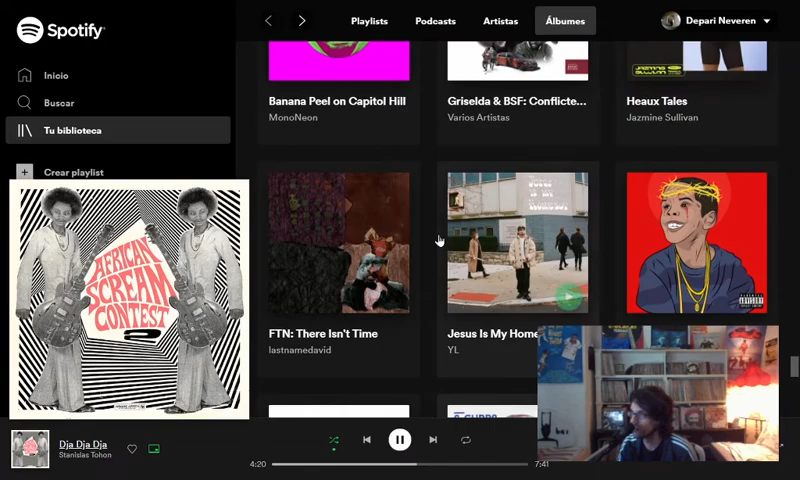 Spotify
Playlists
Podcasts
Artistas
Álbumes
Depari Neveren
Inicio
Buscar
Tu biblioteca
Crear playlist
Banana Peel on Capitol Hill
MonoNeon
Griselda & BSF: Conflicte...
Varios Artistas
Heaux Tales
Jazmine Sullivan
AFRICAN
SCREAM
CONTEST
2
FTN: There Isn't Time
lastnamedavid
Jesus Is My Home
YL
Dja Dja Dja
Stanislas Tohon
4:20
7:41